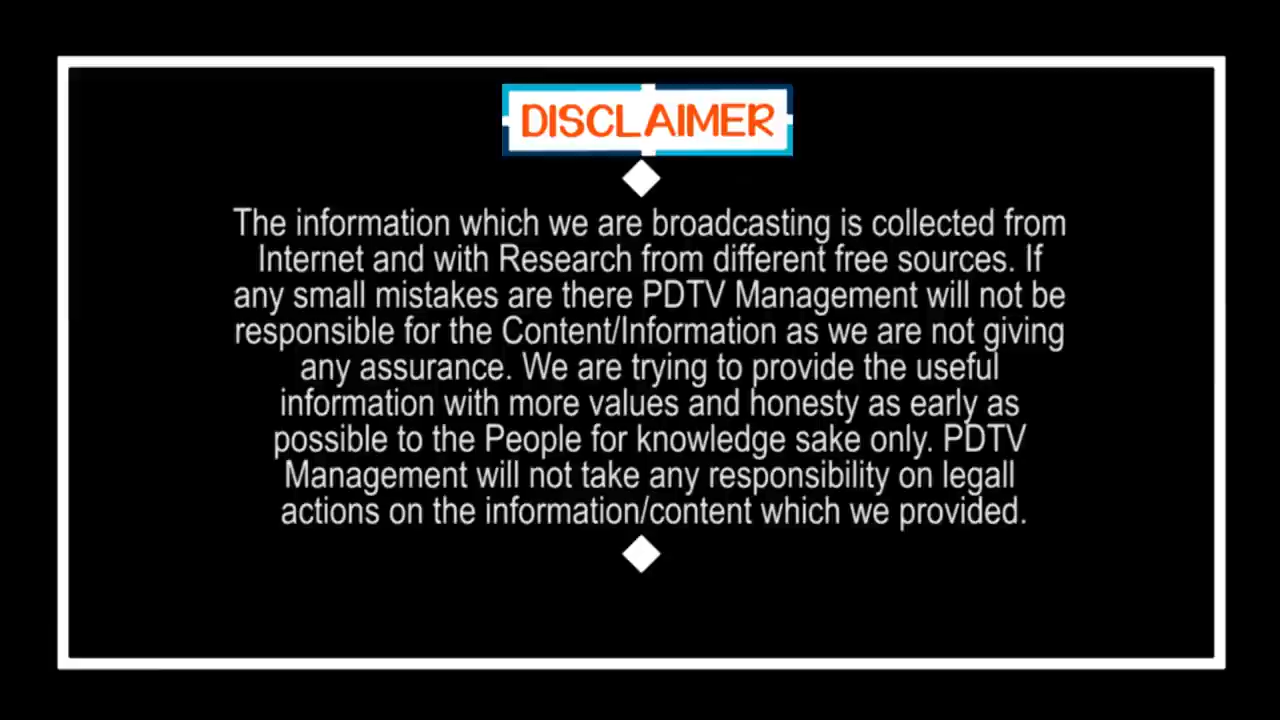 DISCLAIMER
The information which we are broadcasting is collected from
Internet and with Research from different free sources. If
any small mistakes are there PDTV Management will not be
responsible for the Content/Information as we are not giving
any assurance. We are trying to provide the useful
information with more values and honesty as early as
possible to the People for knowledge sake only. PDTV
Management will not take any responsibility on legall
actions on the information/content which we provided.